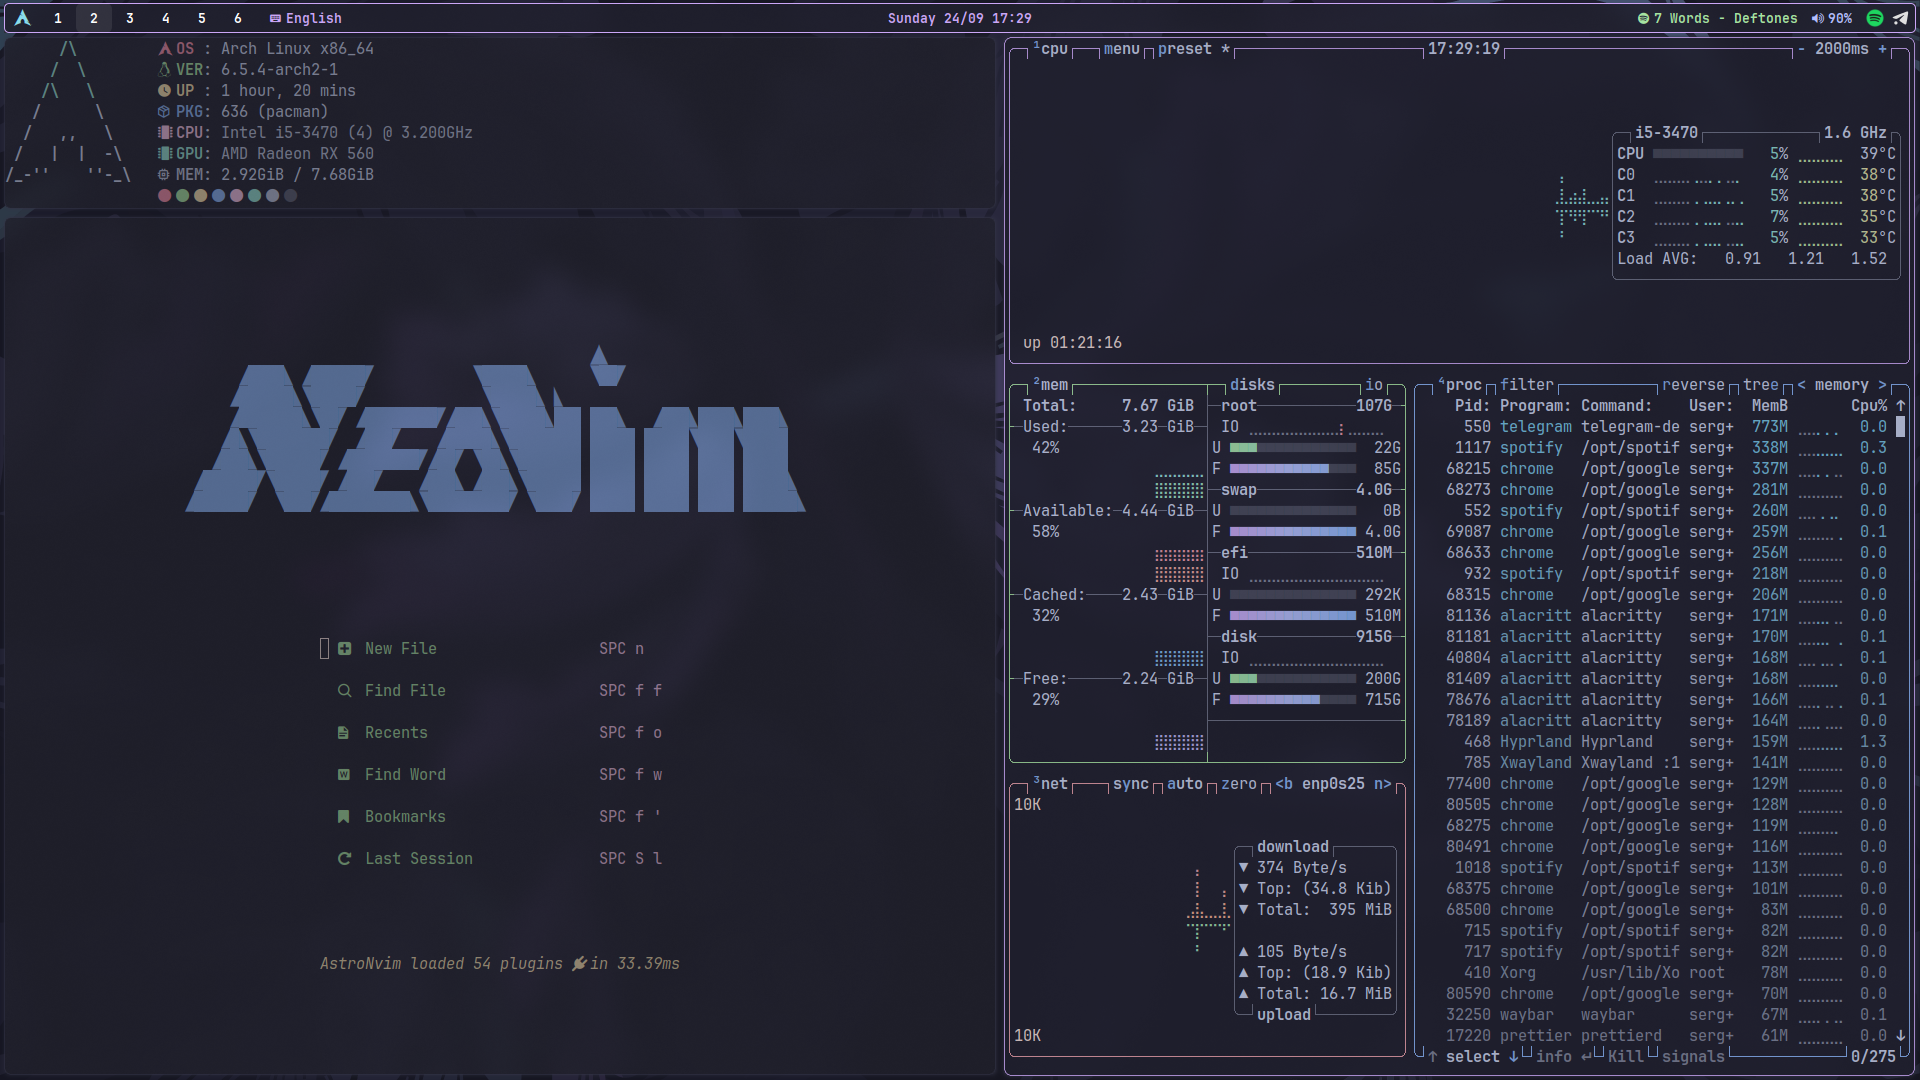 1 2 3 4 5 6 English
Sunday 24/09 17:29
7 Words - Deftones 90%
OS : Arch Linux x86_64
VER: 6.5.4-arch2-1
UP : 1 hour, 20 mins
PKG: 636 (pacman)
CPU: Intel i5-3470 (4) @ 3.200GHz
GPU: AMD Radeon RX 560
MEM: 2.92GiB / 7.68GiB
Neovim
New File SPC n
Find File SPC f f
Recents SPC f o
Find Word SPC f w
Bookmarks SPC f '
Last Session SPC S l
AstroNvim loaded 54 plugins in 33.39ms
1cpu menu preset * 17:29:19 - 2000ms +
i5-3470 1.6 GHz
CPU 5% 39°C
C0 4% 38°C
C1 5% 38°C
C2 7% 35°C
C3 5% 33°C
Load AVG: 0.91 1.21 1.52
up 01:21:16
2mem
Total: 7.67 GiB
Used: 3.23 GiB
42%
Available: 4.44 GiB
58%
Cached: 2.43 GiB
32%
Free: 2.24 GiB
29%
disks io
root 107G
IO
U 22G
F 85G
swap 4.0G
U 0B
F 4.0G
efi 510M
IO
U 292K
F 510M
disk 915G
IO
U 200G
F 715G
3net sync auto zero <b enp0s25 n>
10K
download
▼ 374 Byte/s
▼ Top: (34.8 Kib)
▼ Total: 395 MiB
▲ 105 Byte/s
▲ Top: (18.9 Kib)
▲ Total: 16.7 MiB
upload
10K
4proc filter reverse tree < memory >
Pid: Program: Command: User: MemB Cpu% ↑
550 telegram telegram-de serg+ 773M 0.0
1117 spotify /opt/spotif serg+ 338M 0.3
68215 chrome /opt/google serg+ 337M 0.0
68273 chrome /opt/google serg+ 281M 0.0
552 spotify /opt/spotif serg+ 260M 0.0
69087 chrome /opt/google serg+ 259M 0.1
68633 chrome /opt/google serg+ 256M 0.0
932 spotify /opt/spotif serg+ 218M 0.0
68315 chrome /opt/google serg+ 206M 0.0
81136 alacritt alacritty serg+ 171M 0.0
81181 alacritt alacritty serg+ 170M 0.1
40804 alacritt alacritty serg+ 168M 0.1
81409 alacritt alacritty serg+ 168M 0.0
78676 alacritt alacritty serg+ 166M 0.1
78189 alacritt alacritty serg+ 164M 0.0
468 Hyprland Hyprland serg+ 159M 1.3
785 Xwayland Xwayland :1 serg+ 141M 0.0
77400 chrome /opt/google serg+ 129M 0.0
80505 chrome /opt/google serg+ 128M 0.0
68275 chrome /opt/google serg+ 119M 0.0
80491 chrome /opt/google serg+ 116M 0.0
1018 spotify /opt/spotif serg+ 113M 0.0
68375 chrome /opt/google serg+ 101M 0.0
68500 chrome /opt/google serg+ 83M 0.0
715 spotify /opt/spotif serg+ 82M 0.0
717 spotify /opt/spotif serg+ 82M 0.0
410 Xorg /usr/lib/Xo root 78M 0.0
80590 chrome /opt/google serg+ 70M 0.0
32250 waybar waybar serg+ 67M 0.1
17220 prettier prettierd serg+ 61M 0.0 ↓
↑ select ↓ info ↵ Kill signals 0/275